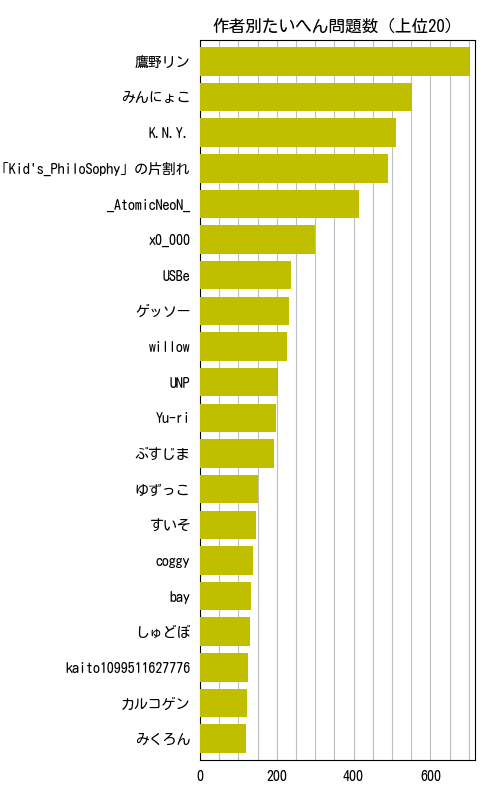 作者別たいへん問題数（上位20）
鷹野リン
みんにょこ
K.N.Y.
「Kid's_PhiloSophy」の片割れ
_AtomicNeoN_
x0_000
USBe
ゲッソー
willow
UNP
Yu-ri
ぶすじま
ゆずっこ
すいそ
coggy
bay
しゅどぼ
kaito1099511627776
カルコゲン
みくろん
0 200 400 600